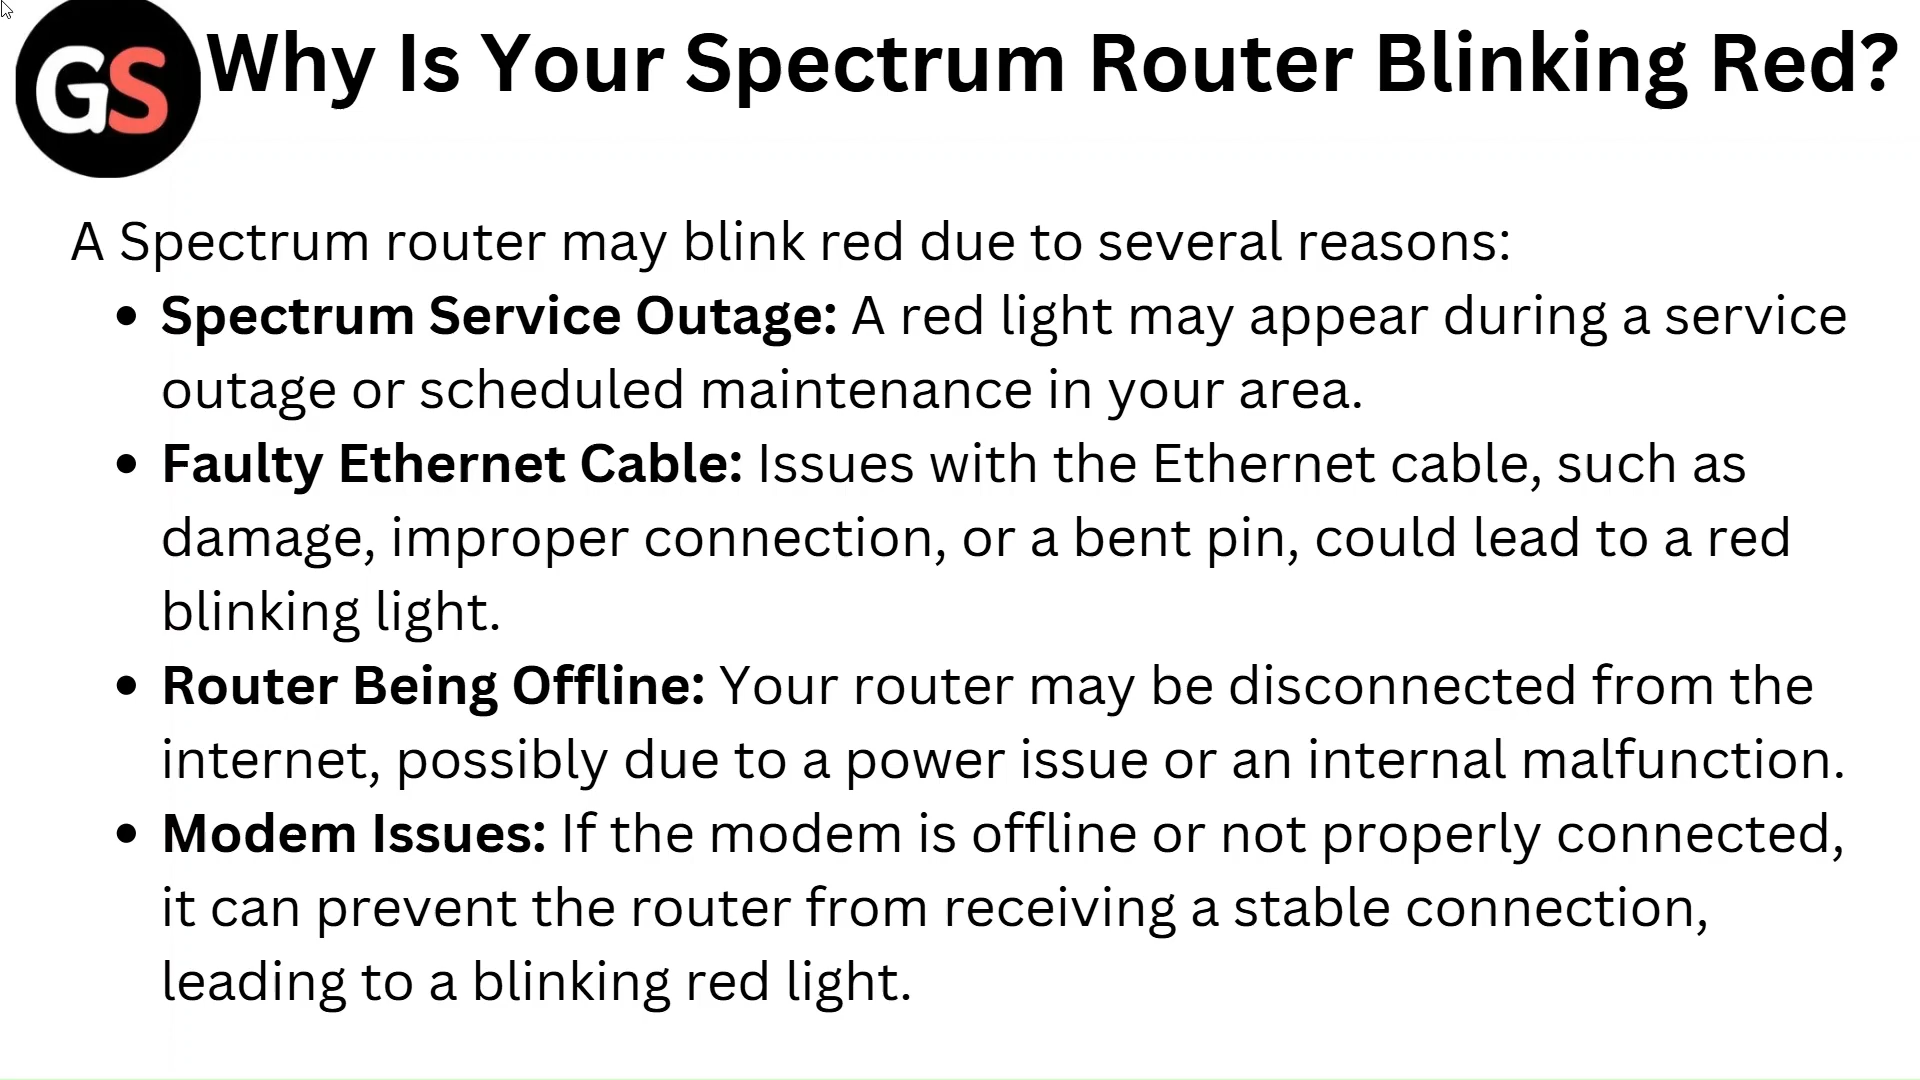 GS
Why Is Your Spectrum Router Blinking Red?
A Spectrum router may blink red due to several reasons:
• Spectrum Service Outage: A red light may appear during a service
outage or scheduled maintenance in your area.
• Faulty Ethernet Cable: Issues with the Ethernet cable, such as
damage, improper connection, or a bent pin, could lead to a red
blinking light.
• Router Being Offline: Your router may be disconnected from the
internet, possibly due to a power issue or an internal malfunction.
• Modem Issues: If the modem is offline or not properly connected,
it can prevent the router from receiving a stable connection,
leading to a blinking red light.